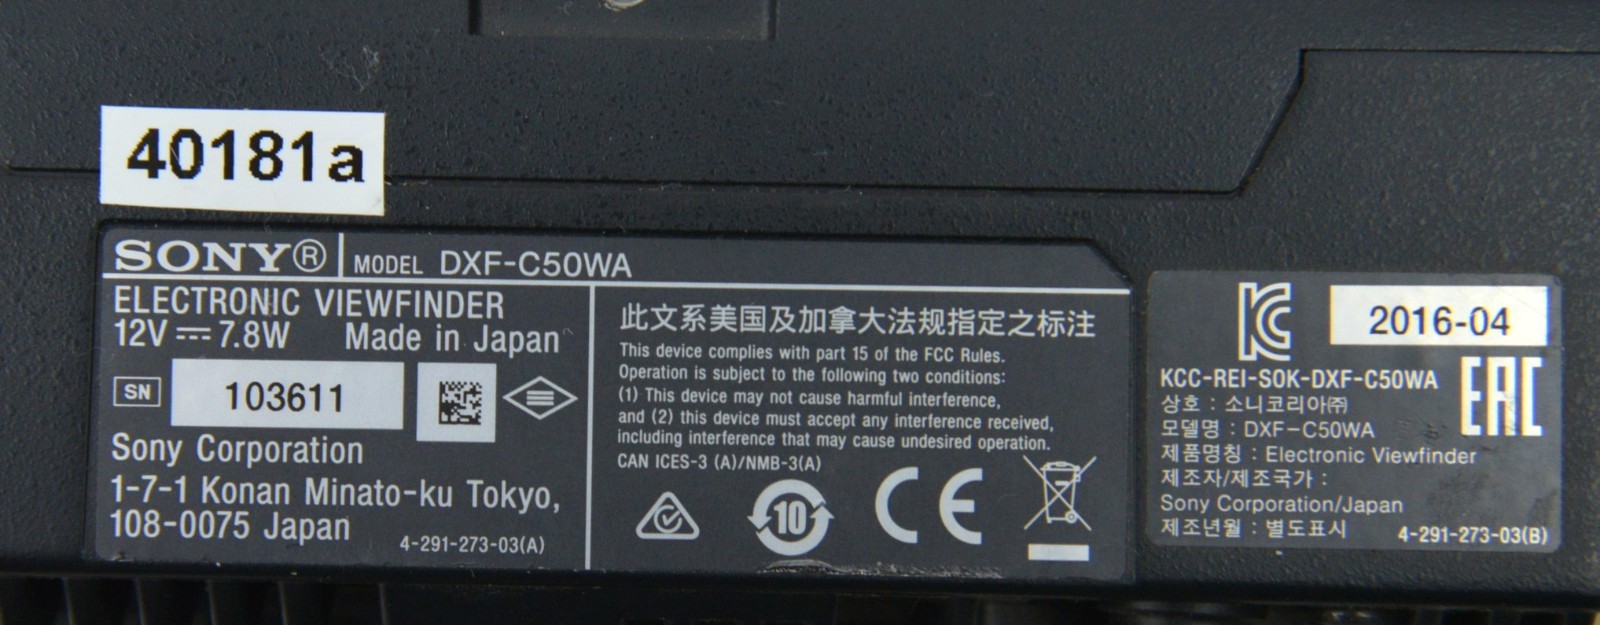 40181a
SONY® MODEL DXF-C50WA
ELECTRONIC VIEWFINDER
12V ⎓ 7.8W Made in Japan
SN 103611
Sony Corporation
1-7-1 Konan Minato-ku Tokyo,
108-0075 Japan
4-291-273-03(A)
此文系美国及加拿大法规指定之标注
This device complies with part 15 of the FCC Rules.
Operation is subject to the following two conditions:
(1) This device may not cause harmful interference,
and (2) this device must accept any interference received,
including interference that may cause undesired operation.
CAN ICES-3 (A)/NMB-3(A)
10 CE
KC 2016-04
KCC-REI-SOK-DXF-C50WA
EAC
상호 : 소니코리아㈜
모델명 : DXF-C50WA
제품명칭 : Electronic Viewfinder
제조자/제조국가 :
Sony Corporation/Japan
제조년월 : 별도표시 4-291-273-03(B)